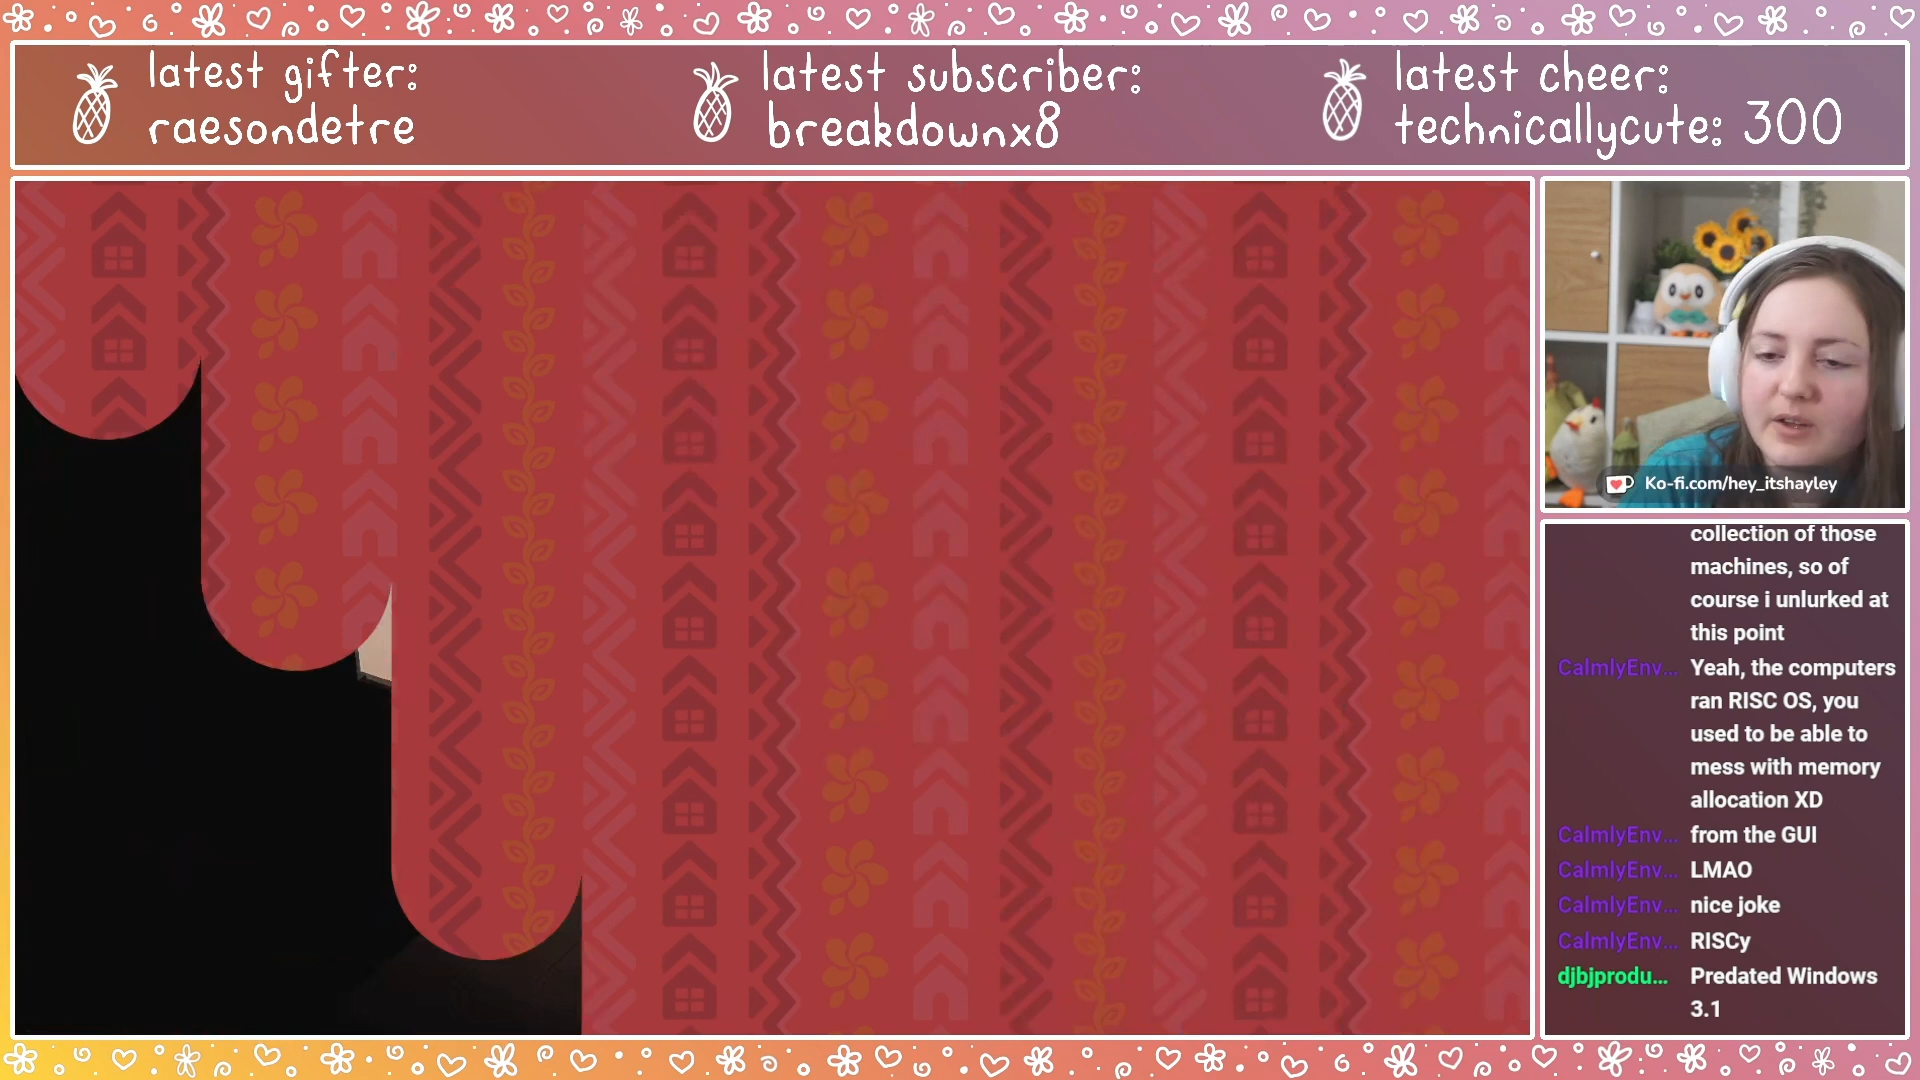 latest gifter:
raesondetre
latest subscriber:
breakdownx8
latest cheer:
technicallycute: 300
Ko-fi.com/hey_itshayley
collection of those
machines, so of
course i unlurked at
this point
CalmlyEnv... Yeah, the computers
ran RISC OS, you
used to be able to
mess with memory
allocation XD
CalmlyEnv... from the GUI
CalmlyEnv... LMAO
CalmlyEnv... nice joke
CalmlyEnv... RISCy
djbjprodu... Predated Windows
3.1